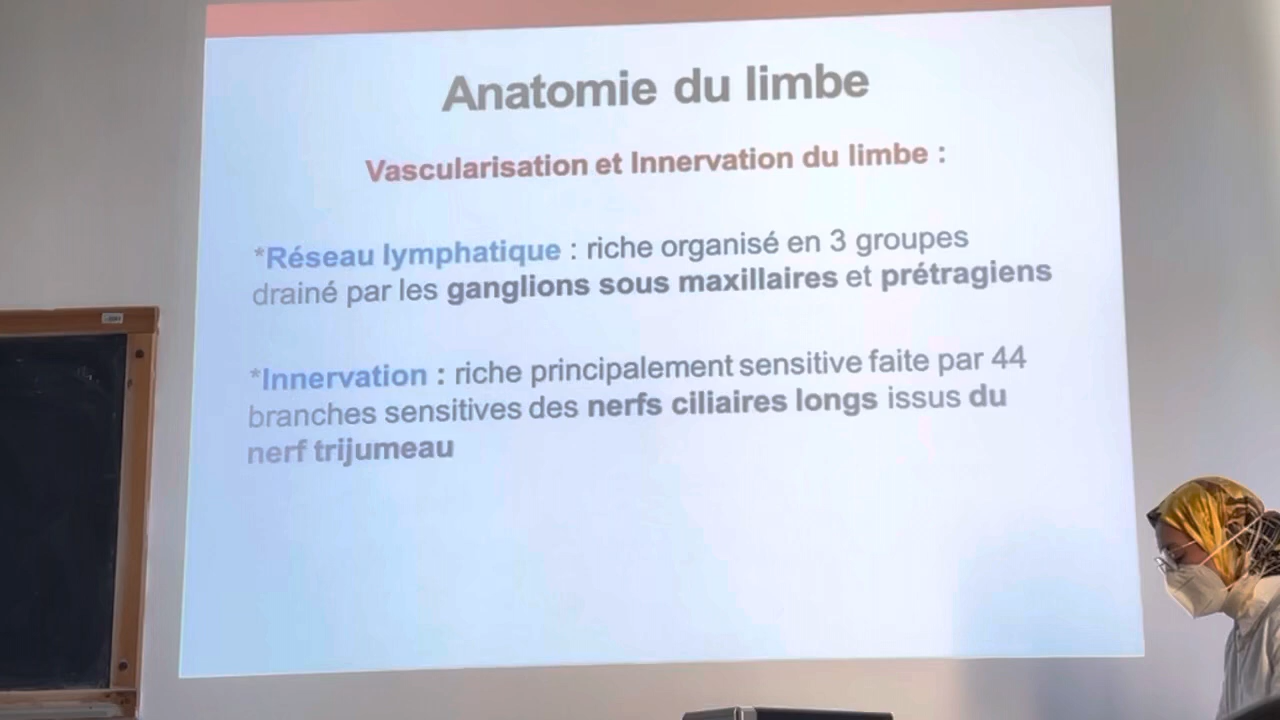 Anatomie du limbe
Vascularisation et Innervation du limbe :
*Réseau lymphatique : riche organisé en 3 groupes
drainé par les ganglions sous maxillaires et prétragiens
*Innervation : riche principalement sensitive faite par 44
branches sensitives des nerfs ciliaires longs issus du
nerf trijumeau